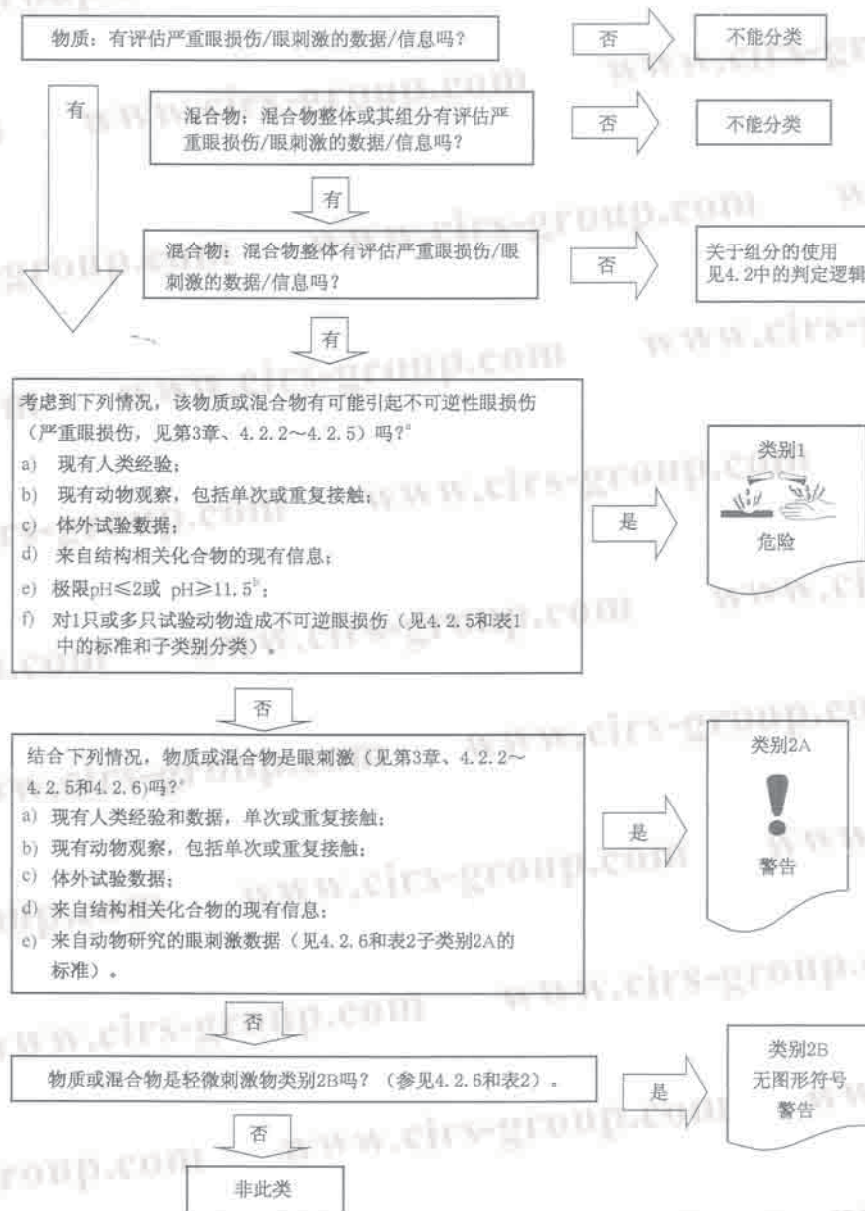 物质：有评估严重眼损伤/眼刺激的数据/信息吗？
否
不能分类
有
混合物：混合物整体或其组分有评估严
重眼损伤/眼刺激的数据/信息吗？
否
不能分类
有
混合物：混合物整体有评估严重眼损伤/眼
刺激的数据/信息吗？
否
关于组分的使用
见4.2中的判定逻辑
有
考虑到下列情况，该物质或混合物有可能引起不可逆性眼损伤
（严重眼损伤，见第3章、4.2.2～4.2.5）吗？ª
a) 现有人类经验；
b) 现有动物观察，包括单次或重复接触；
c) 体外试验数据；
d) 来自结构相关化合物的现有信息；
e) 极限pH≤2或 pH≥11.5ᵇ；
f) 对1只或多只试验动物造成不可逆眼损伤（见4.2.5和表1
中的标准和子类别分类）。
是
类别1
危险
否
结合下列情况，物质或混合物是眼刺激（见第3章、4.2.2～
4.2.5和4.2.6)吗？ª
a) 现有人类经验和数据，单次或重复接触；
b) 现有动物观察，包括单次或重复接触；
c) 体外试验数据；
d) 来自结构相关化合物的现有信息；
e) 来自动物研究的眼刺激数据（见4.2.6和表2子类别2A的
标准）。
是
类别2A
警告
否
物质或混合物是轻微刺激物类别2B吗？（参见4.2.5和表2）。
是
类别2B
无图形符号
警告
否
非此类
www.cirs-group.com